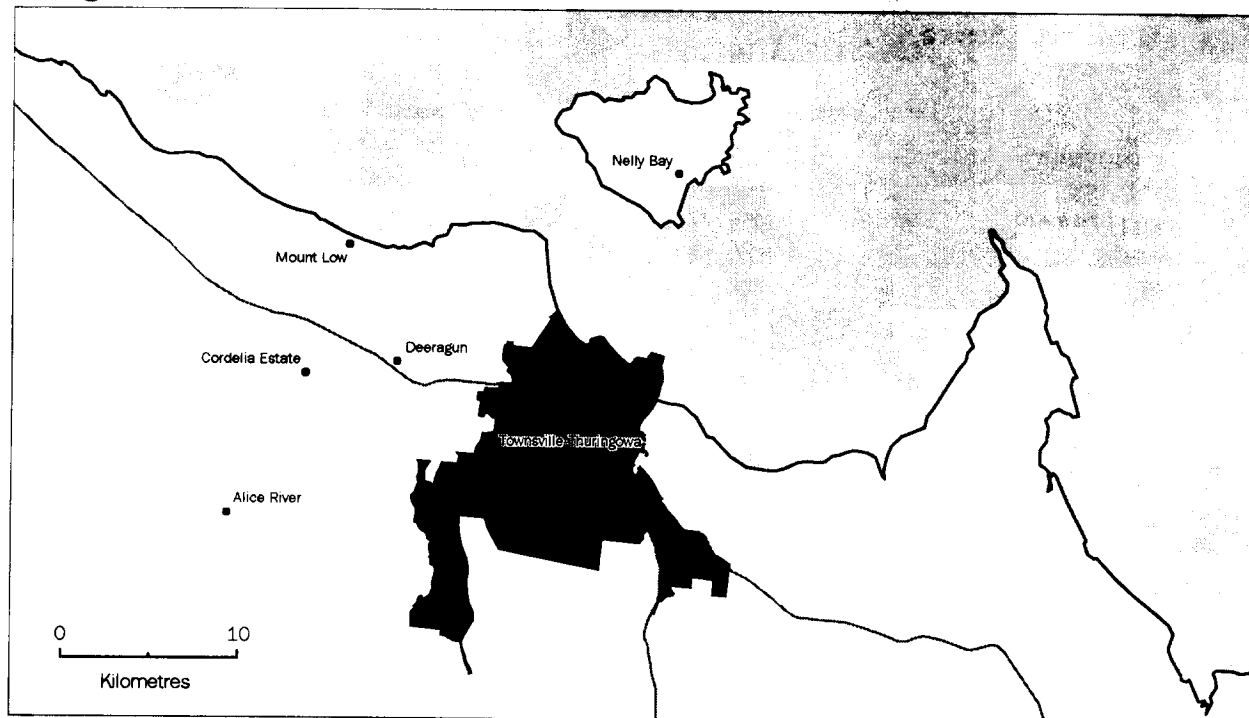 Nelly Bay
Mount Low
Deeragun
Cordelia Estate
Townsville-Thuringowa
Alice River
0 10
Kilometres